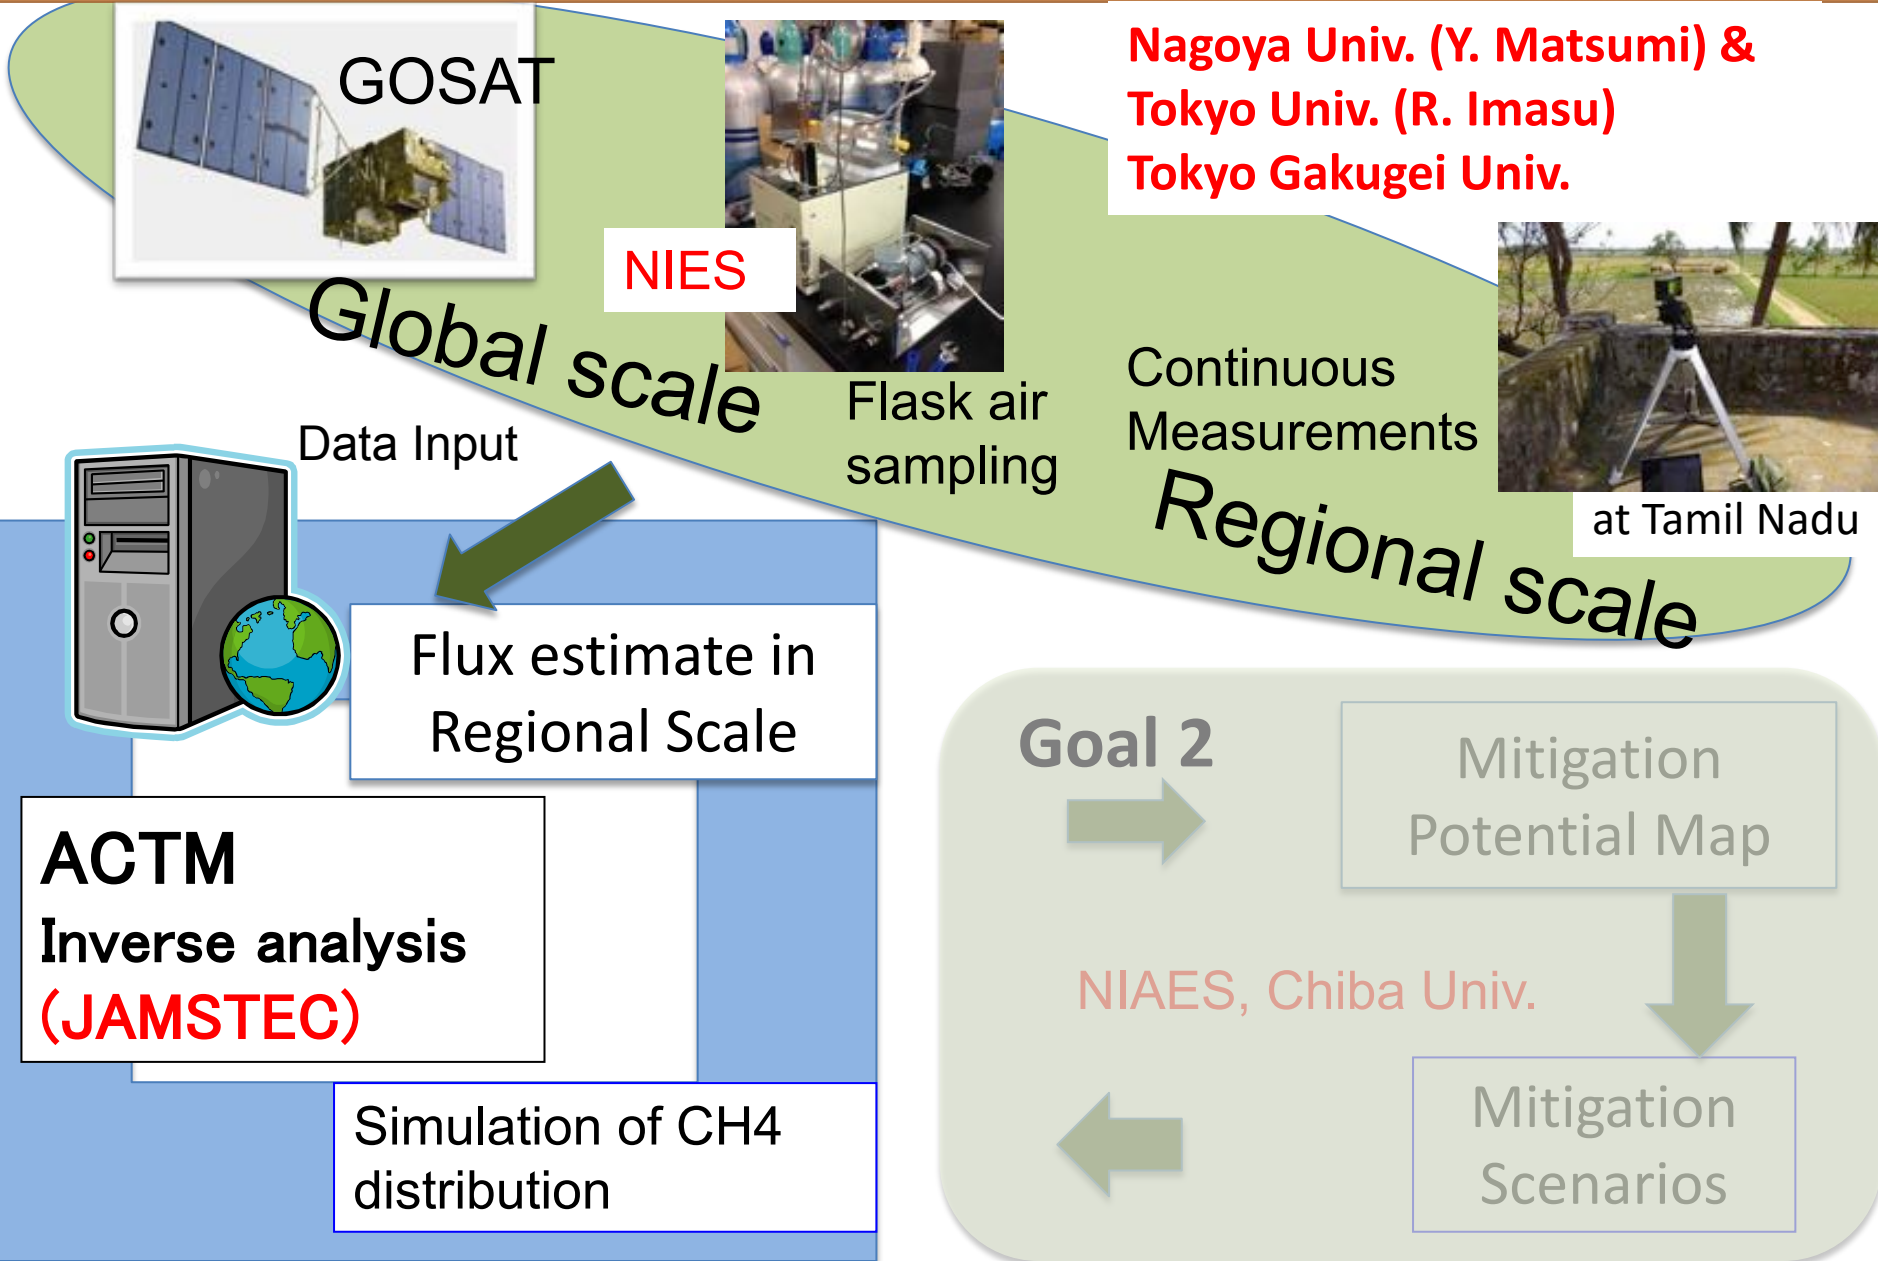 GOSAT
Nagoya Univ. (Y. Matsumi) &
Tokyo Univ. (R. Imasu)
Tokyo Gakugei Univ.
NIES
Global scale
Flask air
sampling
Continuous
Measurements
at Tamil Nadu
Regional scale
Data Input
Flux estimate in
Regional Scale
ACTM
Inverse analysis
(JAMSTEC)
Simulation of CH4
distribution
Goal 2
Mitigation
Potential Map
NIAES, Chiba Univ.
Mitigation
Scenarios